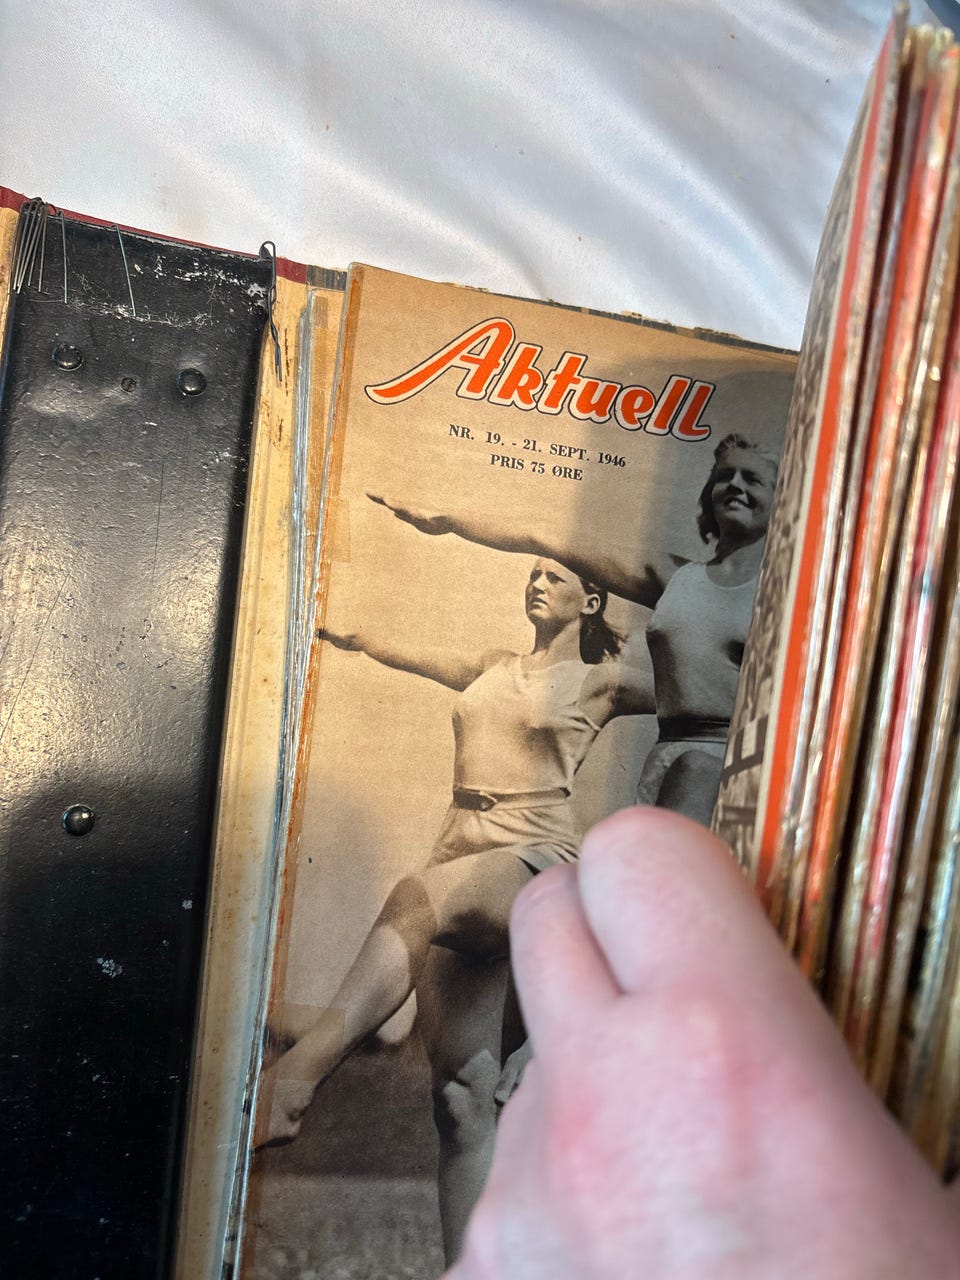 Aktuell
NR. 19. - 21. SEPT. 1946
PRIS 75 ØRE